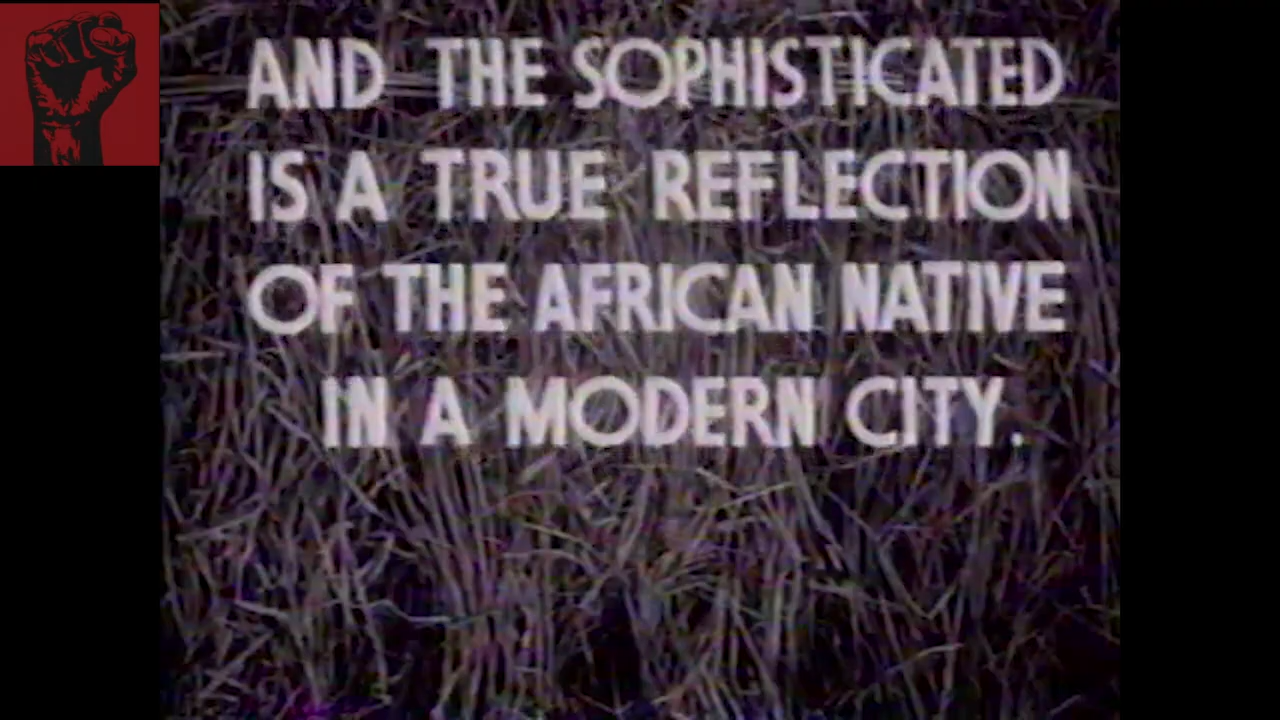 AND THE SOPHISTICATED
IS A TRUE REFLECTION
OF THE AFRICAN NATIVE
IN A MODERN CITY.